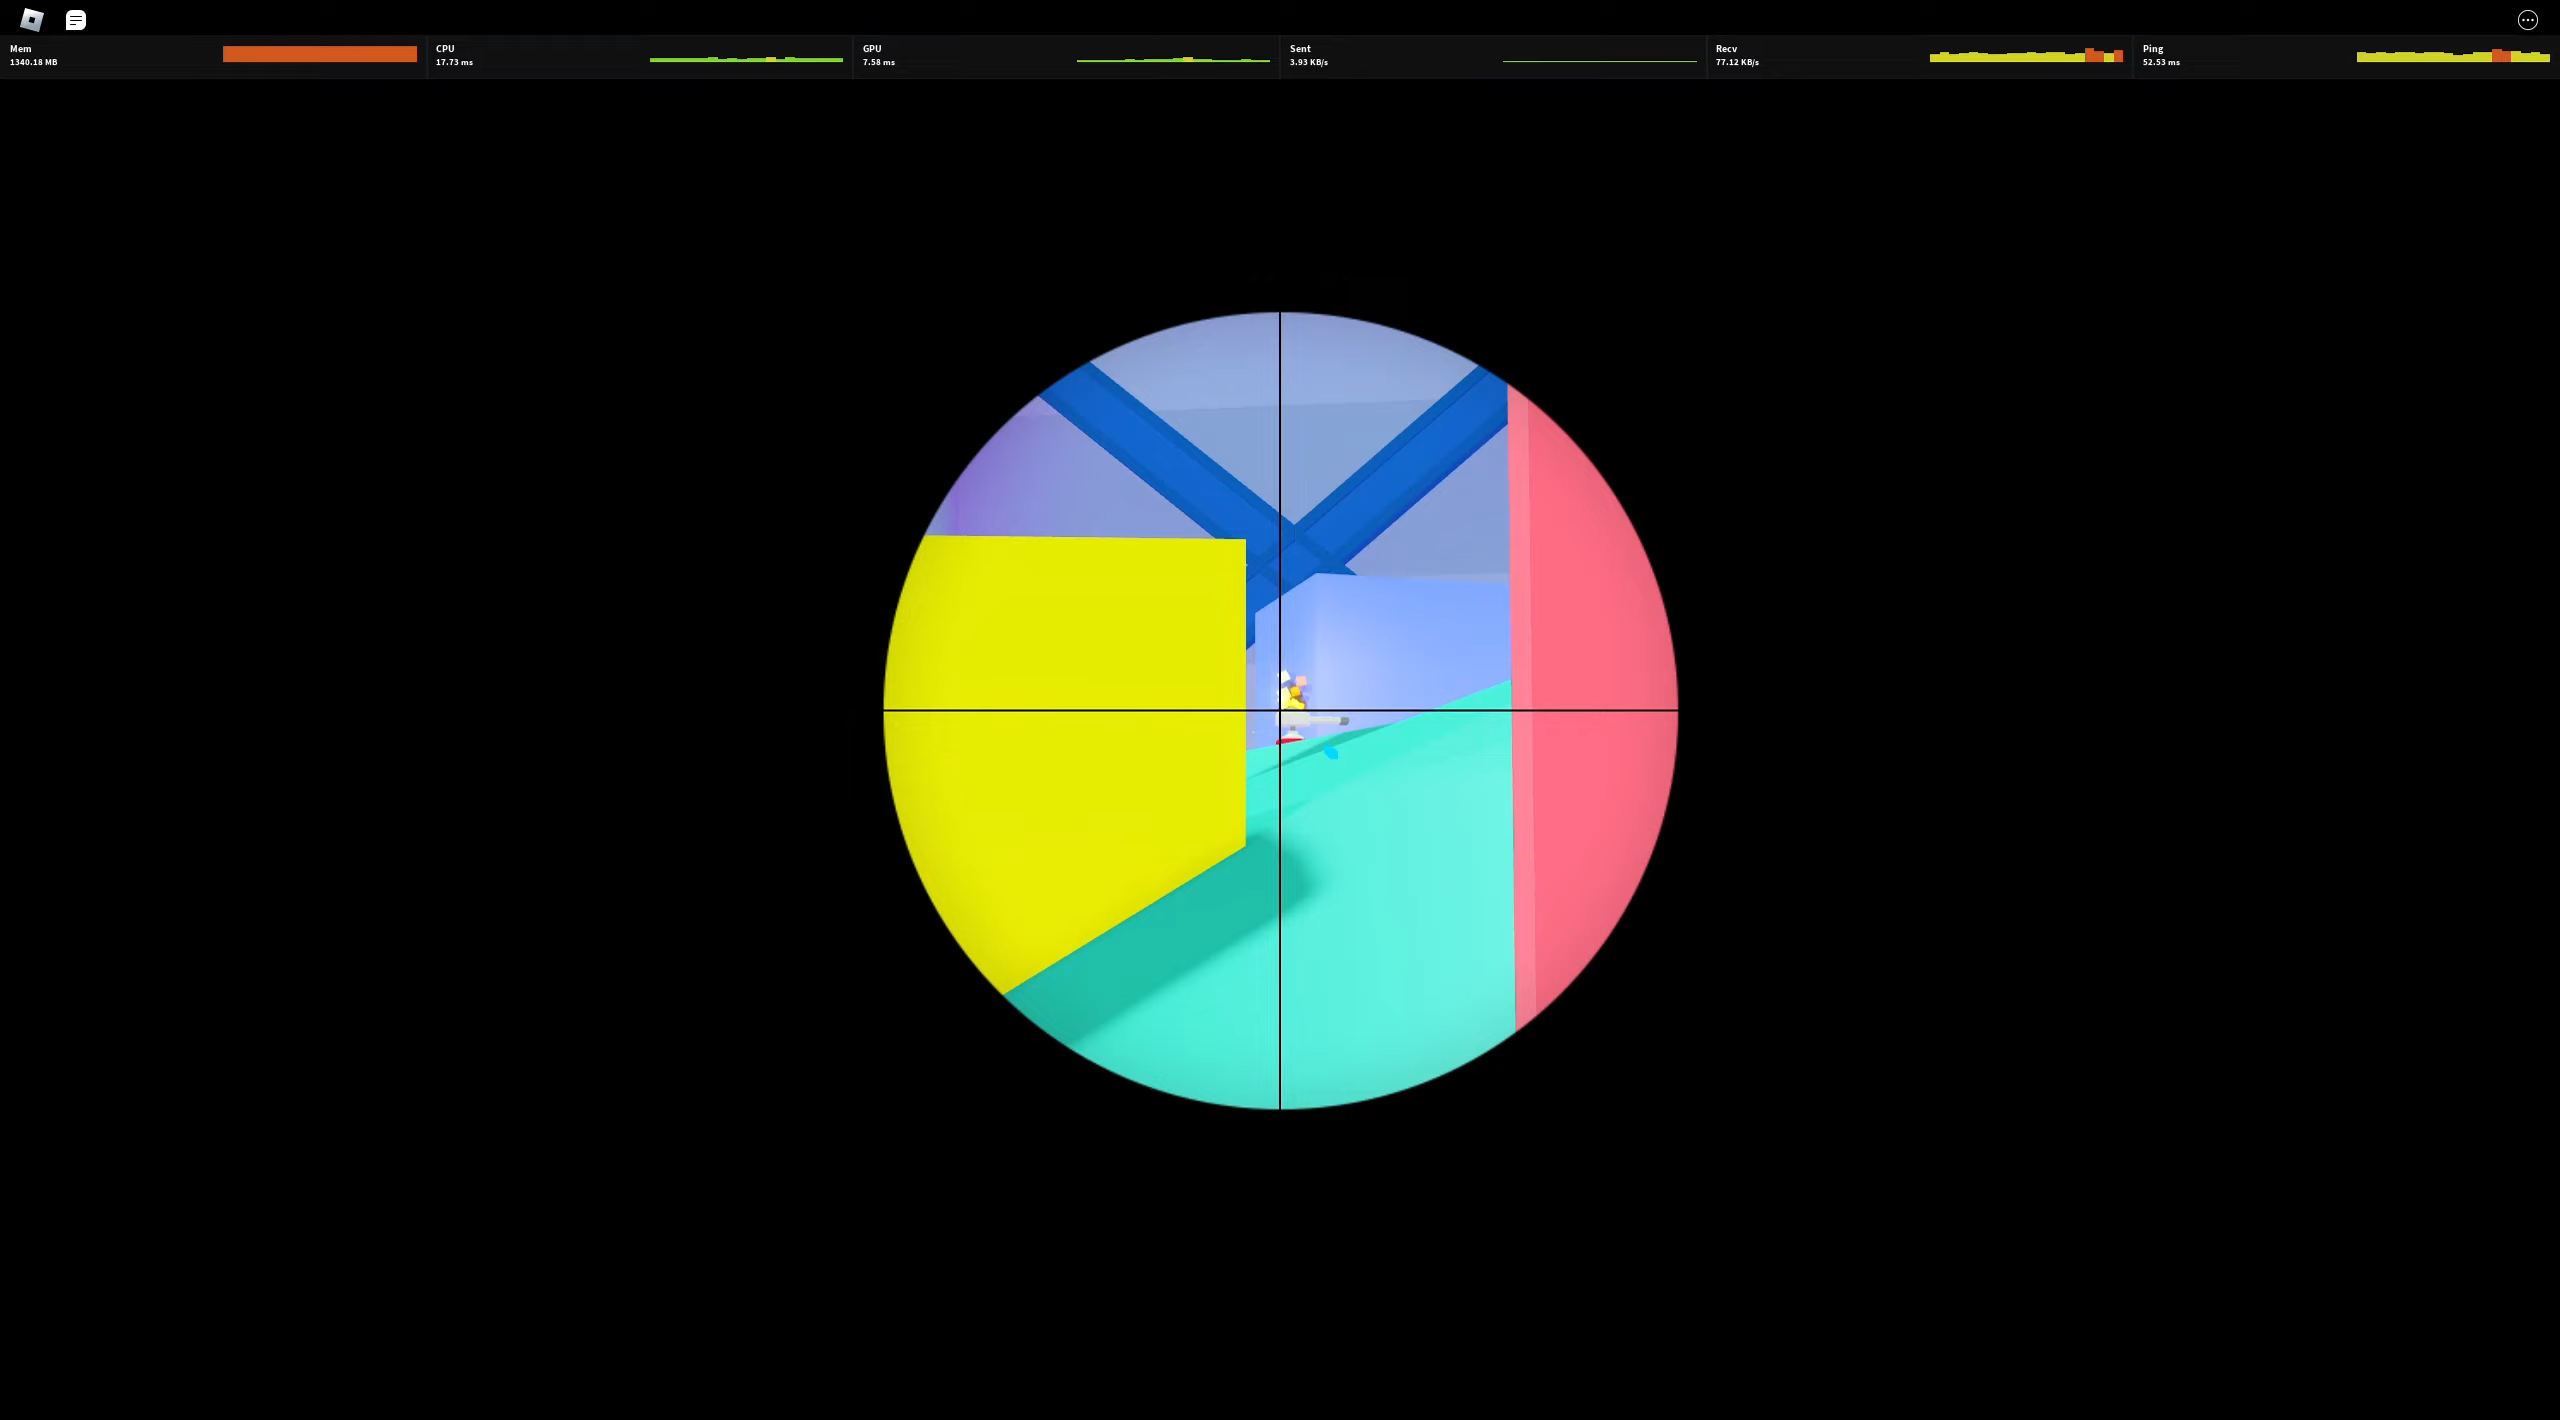 Mem
1340.18 MB
CPU
17.73 ms
GPU
7.58 ms
Sent
3.93 KB/s
Recv
77.12 KB/s
Ping
52.53 ms